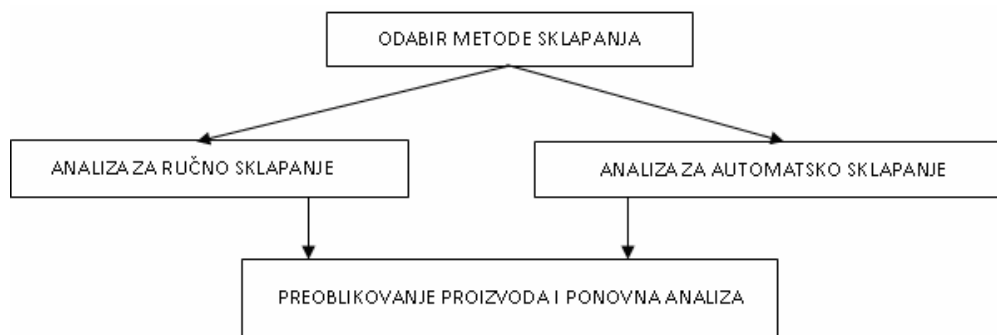 ODABIR METODE SKLAPANJA
ANALIZA ZA RUČNO SKLAPANJE
ANALIZA ZA AUTOMATSKO SKLAPANJE
PREOBLIKOVANJE PROIZVODA I PONOVNA ANALIZA